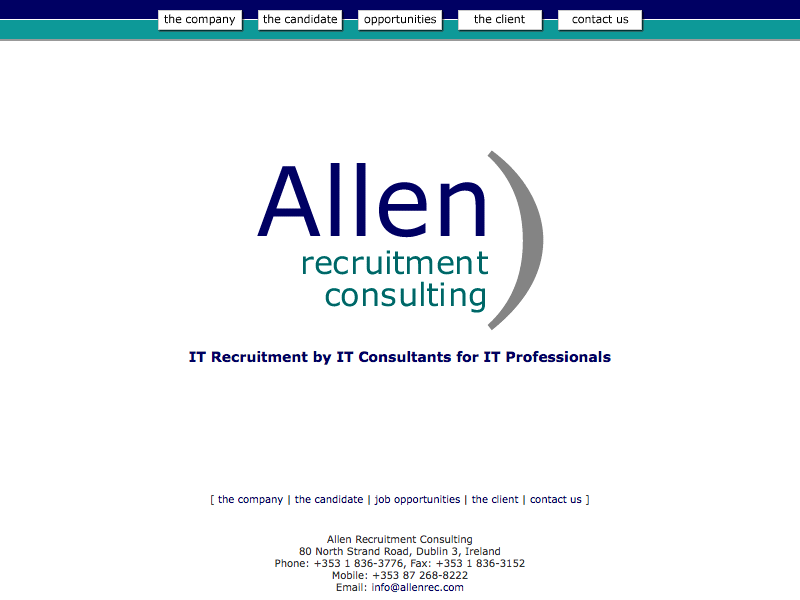 the company the candidate opportunities the client contact us
Allen
recruitment
consulting
IT Recruitment by IT Consultants for IT Professionals
[ the company | the candidate | job opportunities | the client | contact us ]
Allen Recruitment Consulting
80 North Strand Road, Dublin 3, Ireland
Phone: +353 1 836-3776, Fax: +353 1 836-3152
Mobile: +353 87 268-8222
Email: info@allenrec.com